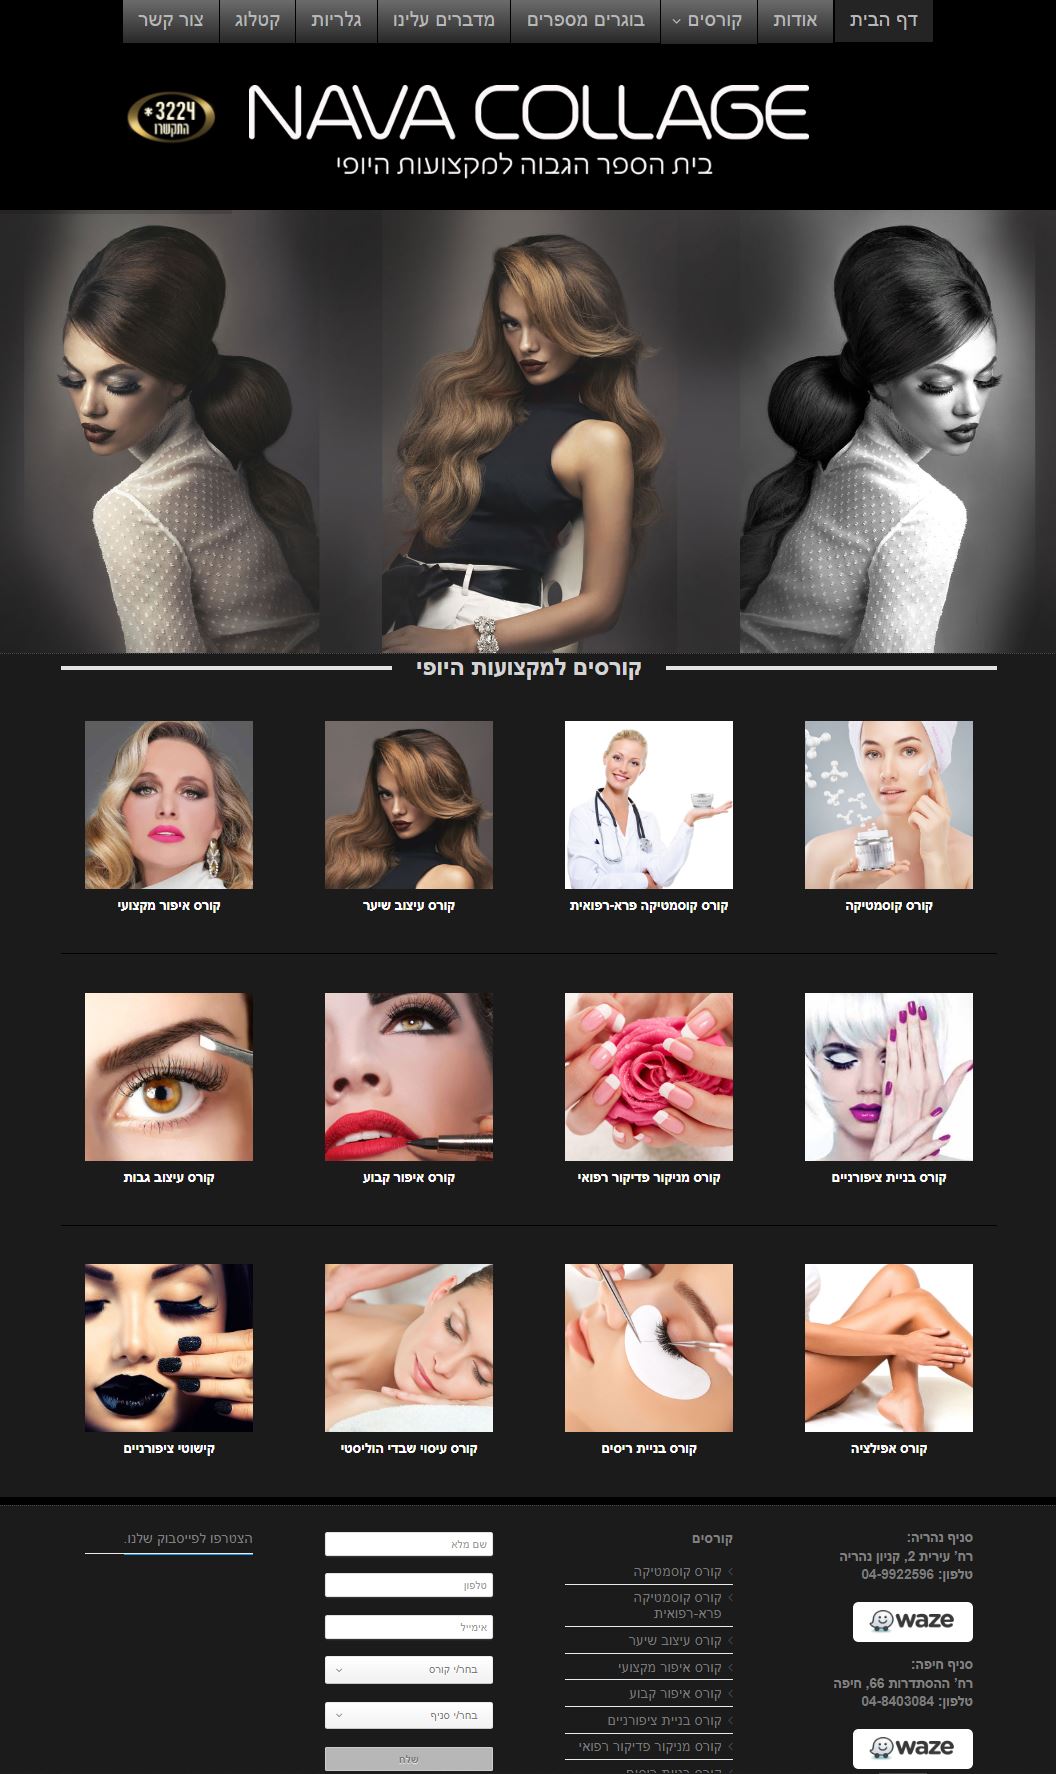 דף הבית
אודות
קורסים
בוגרים מספרים
מדברים עלינו
גלריות
קטלוג
צור קשר
NAVA COLLAGE
בית הספר הגבוה למקצועות היופי
*3224
התקשרו
קורסים למקצועות היופי
קורס קוסמטיקה
קורס קוסמטיקה פרא-רפואית
קורס עיצוב שיער
קורס איפור מקצועי
קורס בניית ציפורניים
קורס מניקור פדיקור רפואי
קורס איפור קבוע
קורס עיצוב גבות
קורס אפילציה
קורס בניית ריסים
קורס עיסוי שבדי הוליסטי
קישוטי ציפורניים
סניף נהריה:
רח' עירית 2, קניון נהריה
טלפון: 04-9922596
waze
סניף חיפה:
רח' ההסתדרות 66, חיפה
טלפון: 04-8403084
waze
קורסים
קורס קוסמטיקה
קורס קוסמטיקה
פרא-רפואית
קורס עיצוב שיער
קורס איפור מקצועי
קורס איפור קבוע
קורס בניית ציפורניים
קורס מניקור פדיקור רפואי
קורס בניית ריסים
שם מלא
טלפון
אימייל
בחר/י קורס
בחר/י סניף
שלח
הצטרפו לפייסבוק שלנו.